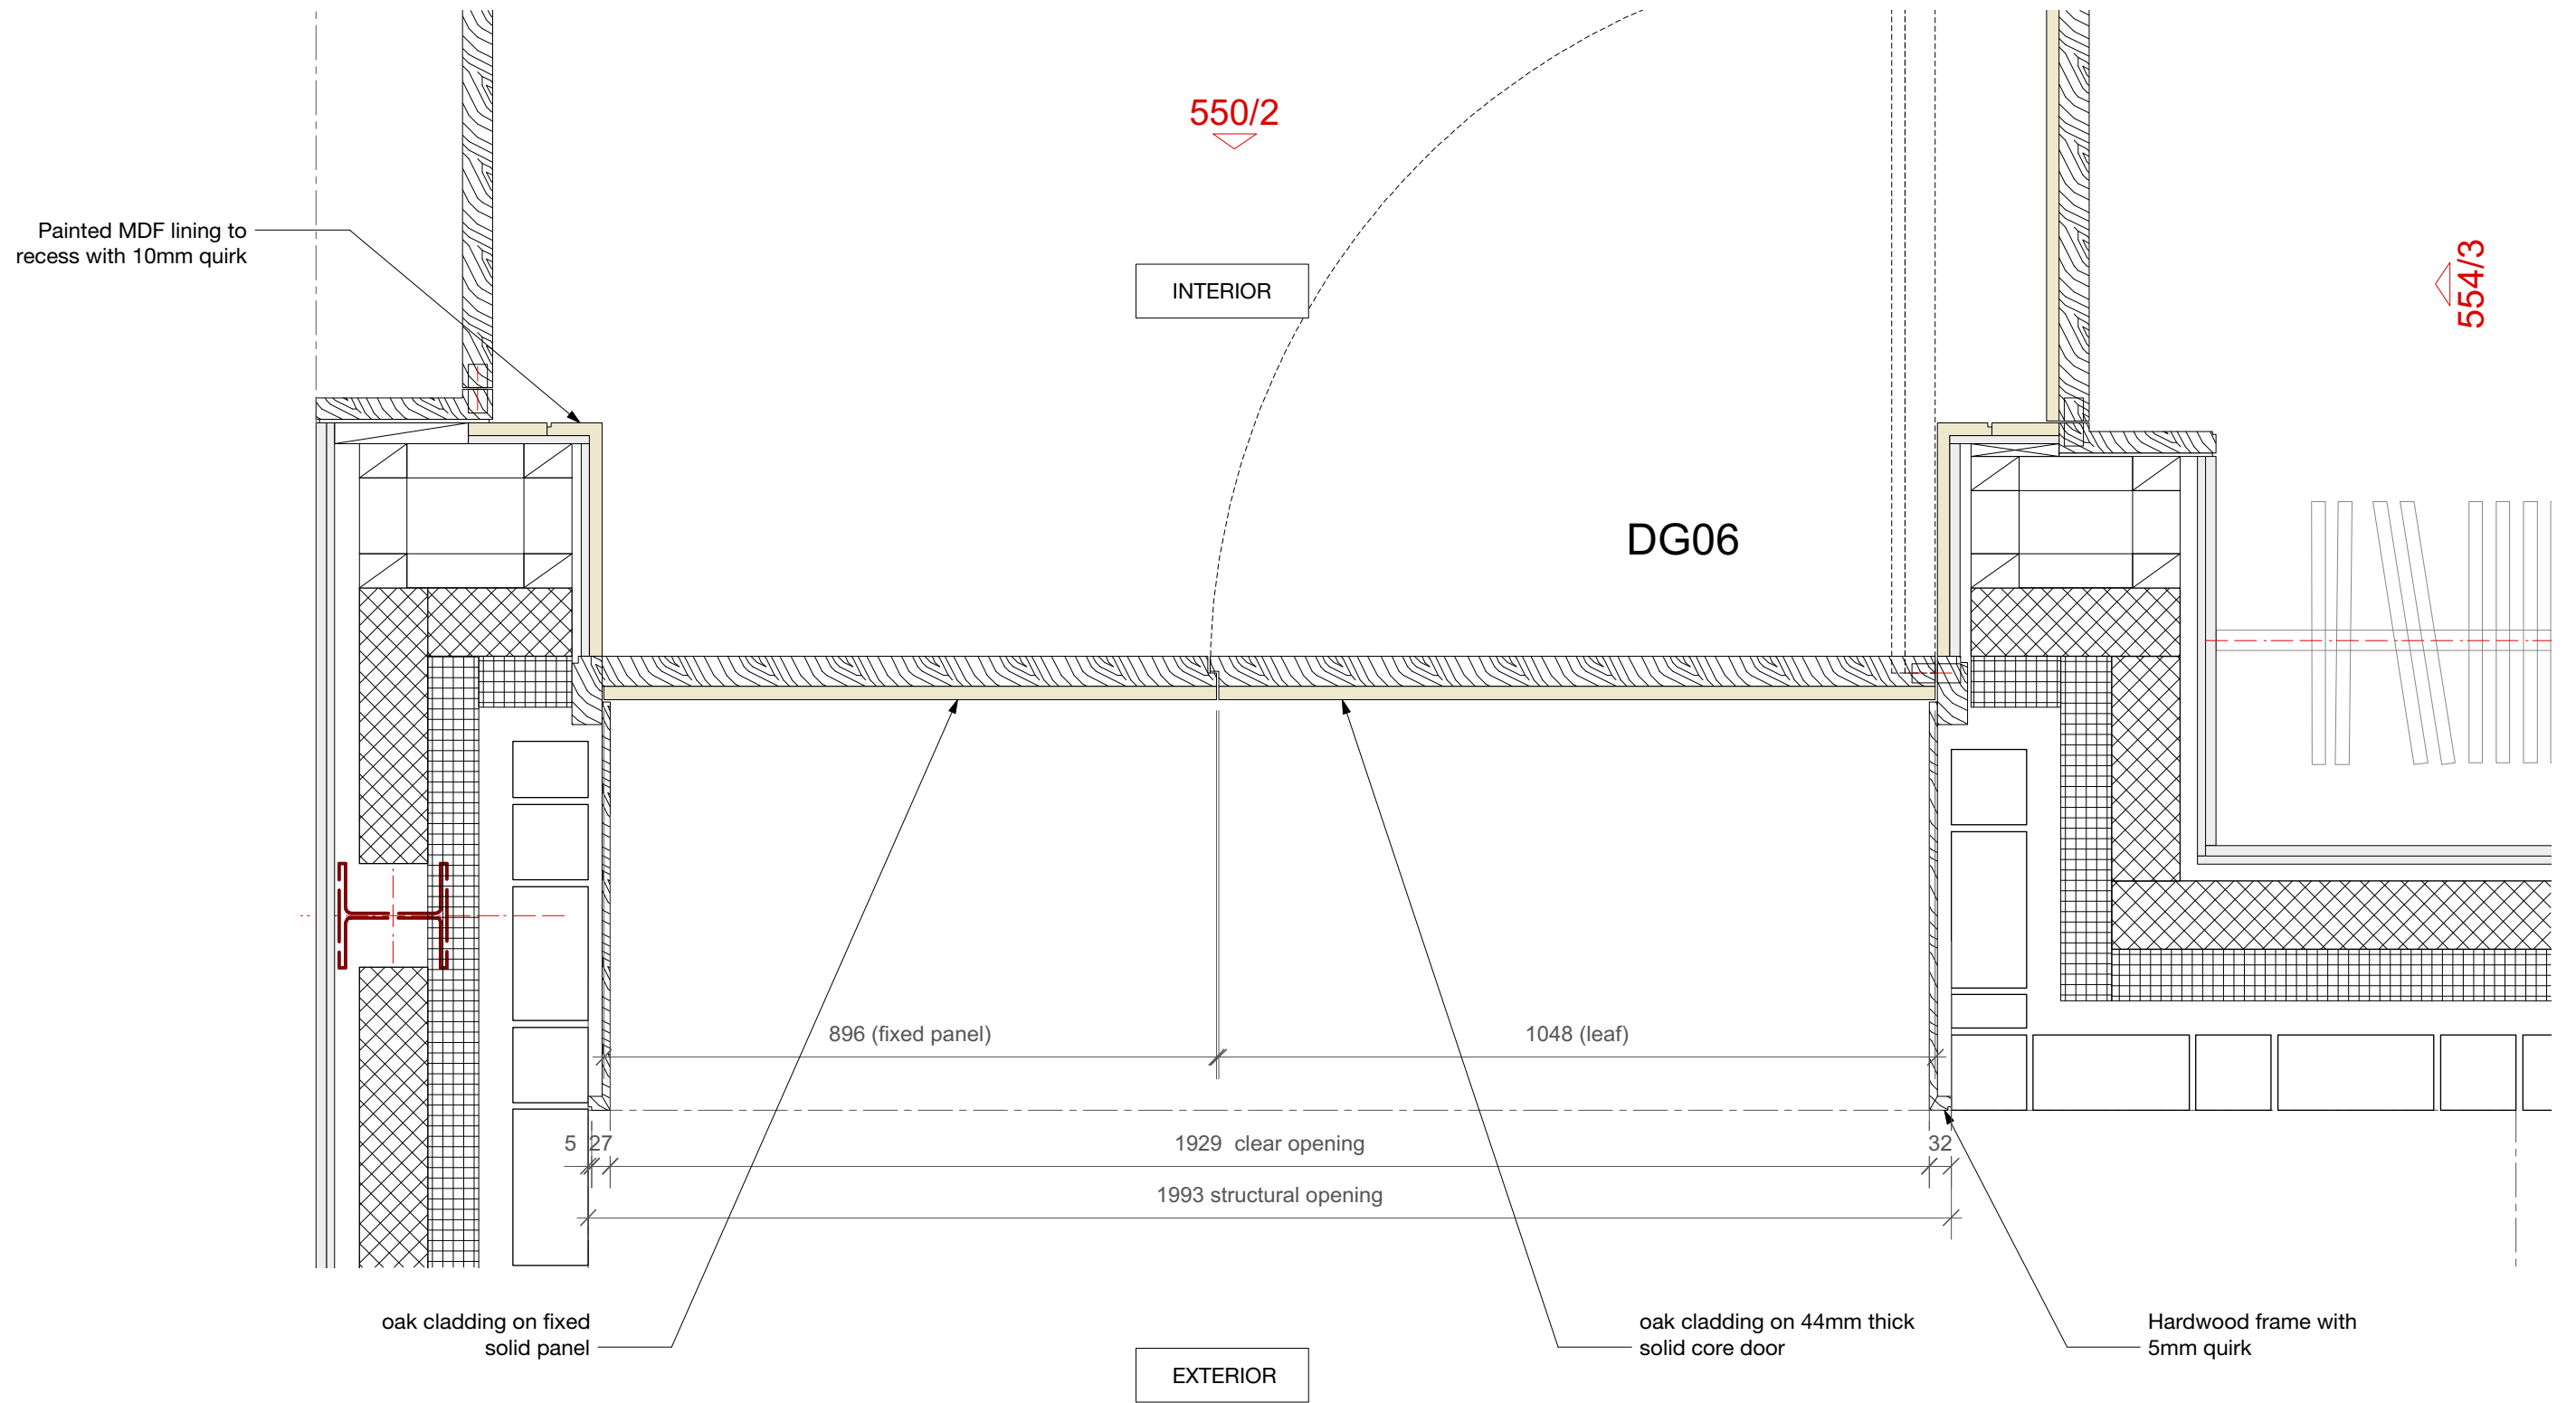 550/2
Painted MDF lining to
recess with 10mm quirk
554/3
INTERIOR
DG06
896 (fixed panel)
1048 (leaf)
5
27
1929 clear opening
32
1993 structural opening
oak cladding on fixed
solid panel
oak cladding on 44mm thick
solid core door
Hardwood frame with
5mm quirk
EXTERIOR